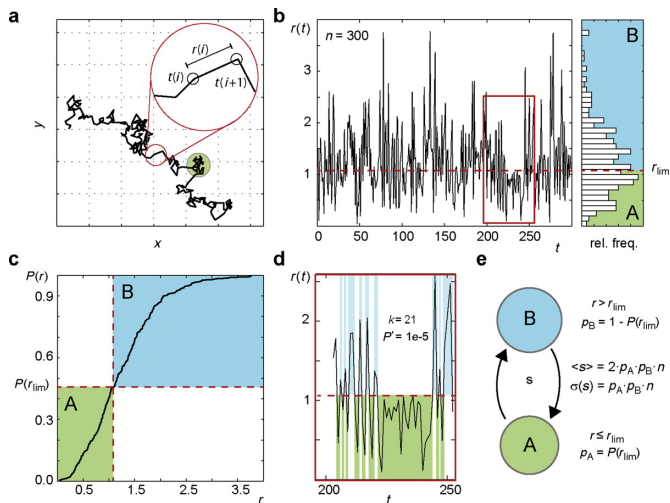 a
r(i)
t(i)
t(i+1)
y
x
b
r(t)
n = 300
3
2
1
0 50 100 150 200 250
t
B
r_lim
A
rel. freq.
c
P(r)
0.9
B
0.6
P(r_lim)
A
0.3
0.0
0.5 1.5 2.5 3.5
r
d
r(t)
2
k = 21
P* = 1e-5
1
0
200 250
t
e
B
r > r_lim
p_B = 1 - P(r_lim)
s
<s> = 2·p_A·p_B·n
σ(s) = p_A·p_B·n
A
r ≤ r_lim
p_A = P(r_lim)